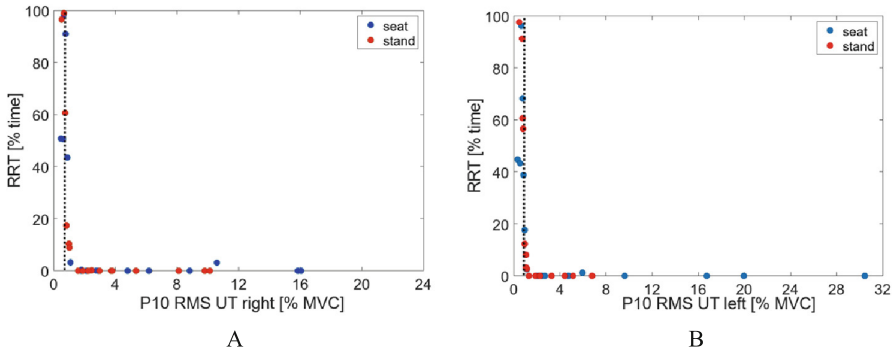 100
80
60
40
20
0
RRT [% time]
seat
stand
0 4 8 12 16 20 24
P10 RMS UT right [% MVC]
A
100
80
60
40
20
0
RRT [% time]
seat
stand
0 4 8 12 16 20 24 28 32
P10 RMS UT left [% MVC]
B